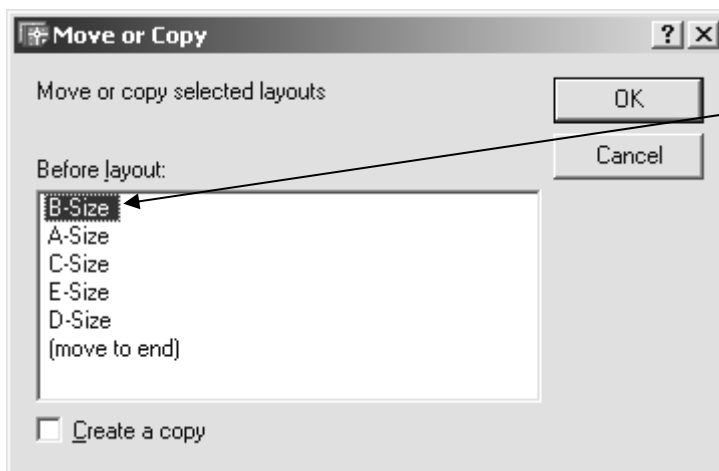 Move or Copy
Move or copy selected layouts
OK
Cancel
Before layout:
B-Size
A-Size
C-Size
E-Size
D-Size
(move to end)
Create a copy